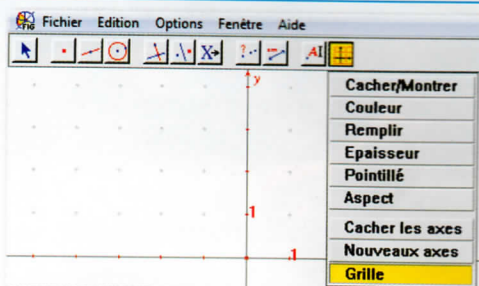 FIG
Fichier Edition Options Fenêtre Aide
X ? AI
y
1
1
Cacher/Montrer
Couleur
Remplir
Epaisseur
Pointillé
Aspect
Cacher les axes
Nouveaux axes
Grille